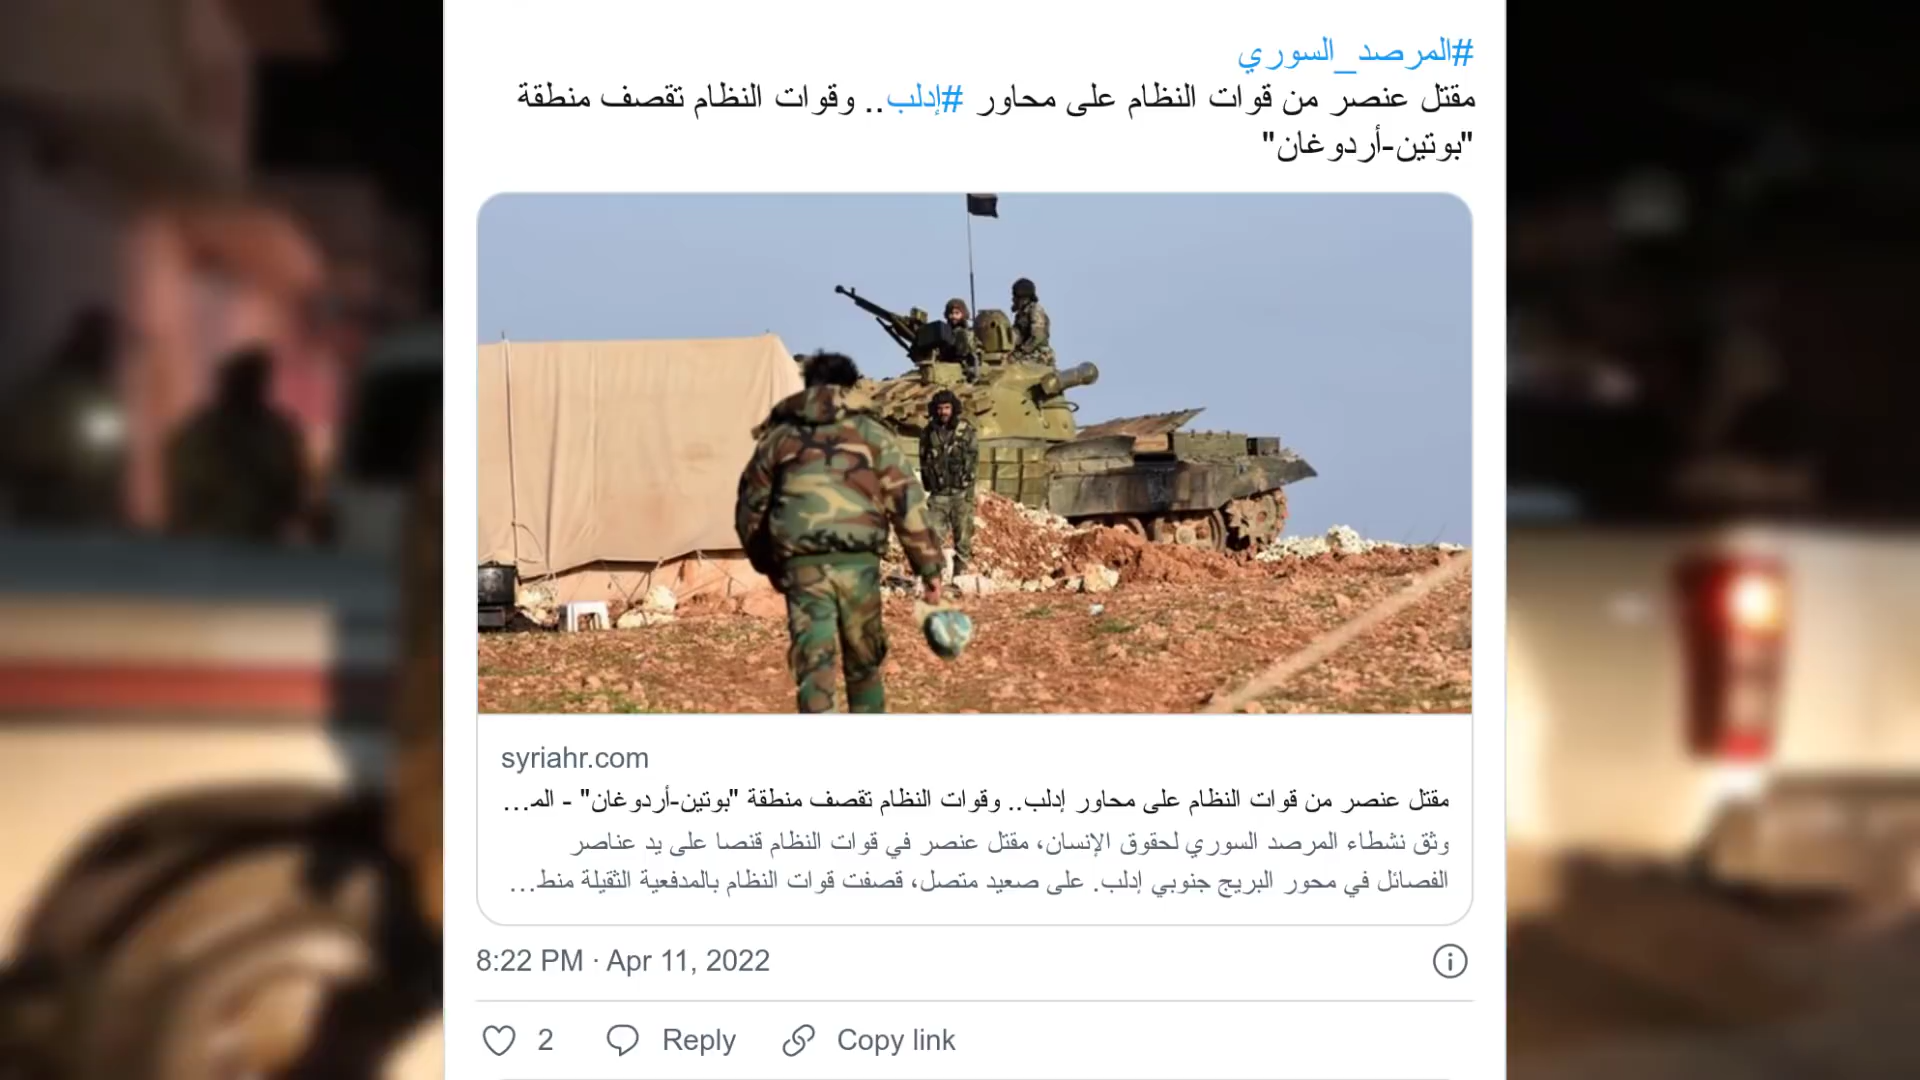 #المرصد_السوري
مقتل عنصر من قوات النظام على محاور #إدلب.. وقوات النظام تقصف منطقة
"بوتين-أردوغان"
syriahr.com
مقتل عنصر من قوات النظام على محاور إدلب.. وقوات النظام تقصف منطقة "بوتين-أردوغان" - المـ...
وثق نشطاء المرصد السوري لحقوق الإنسان، مقتل عنصر في قوات النظام قنصا على يد عناصر
الفصائل في محور البريج جنوبي إدلب. على صعيد متصل، قصفت قوات النظام بالمدفعية الثقيلة منطـ...
8:22 PM · Apr 11, 2022
2 Reply Copy link